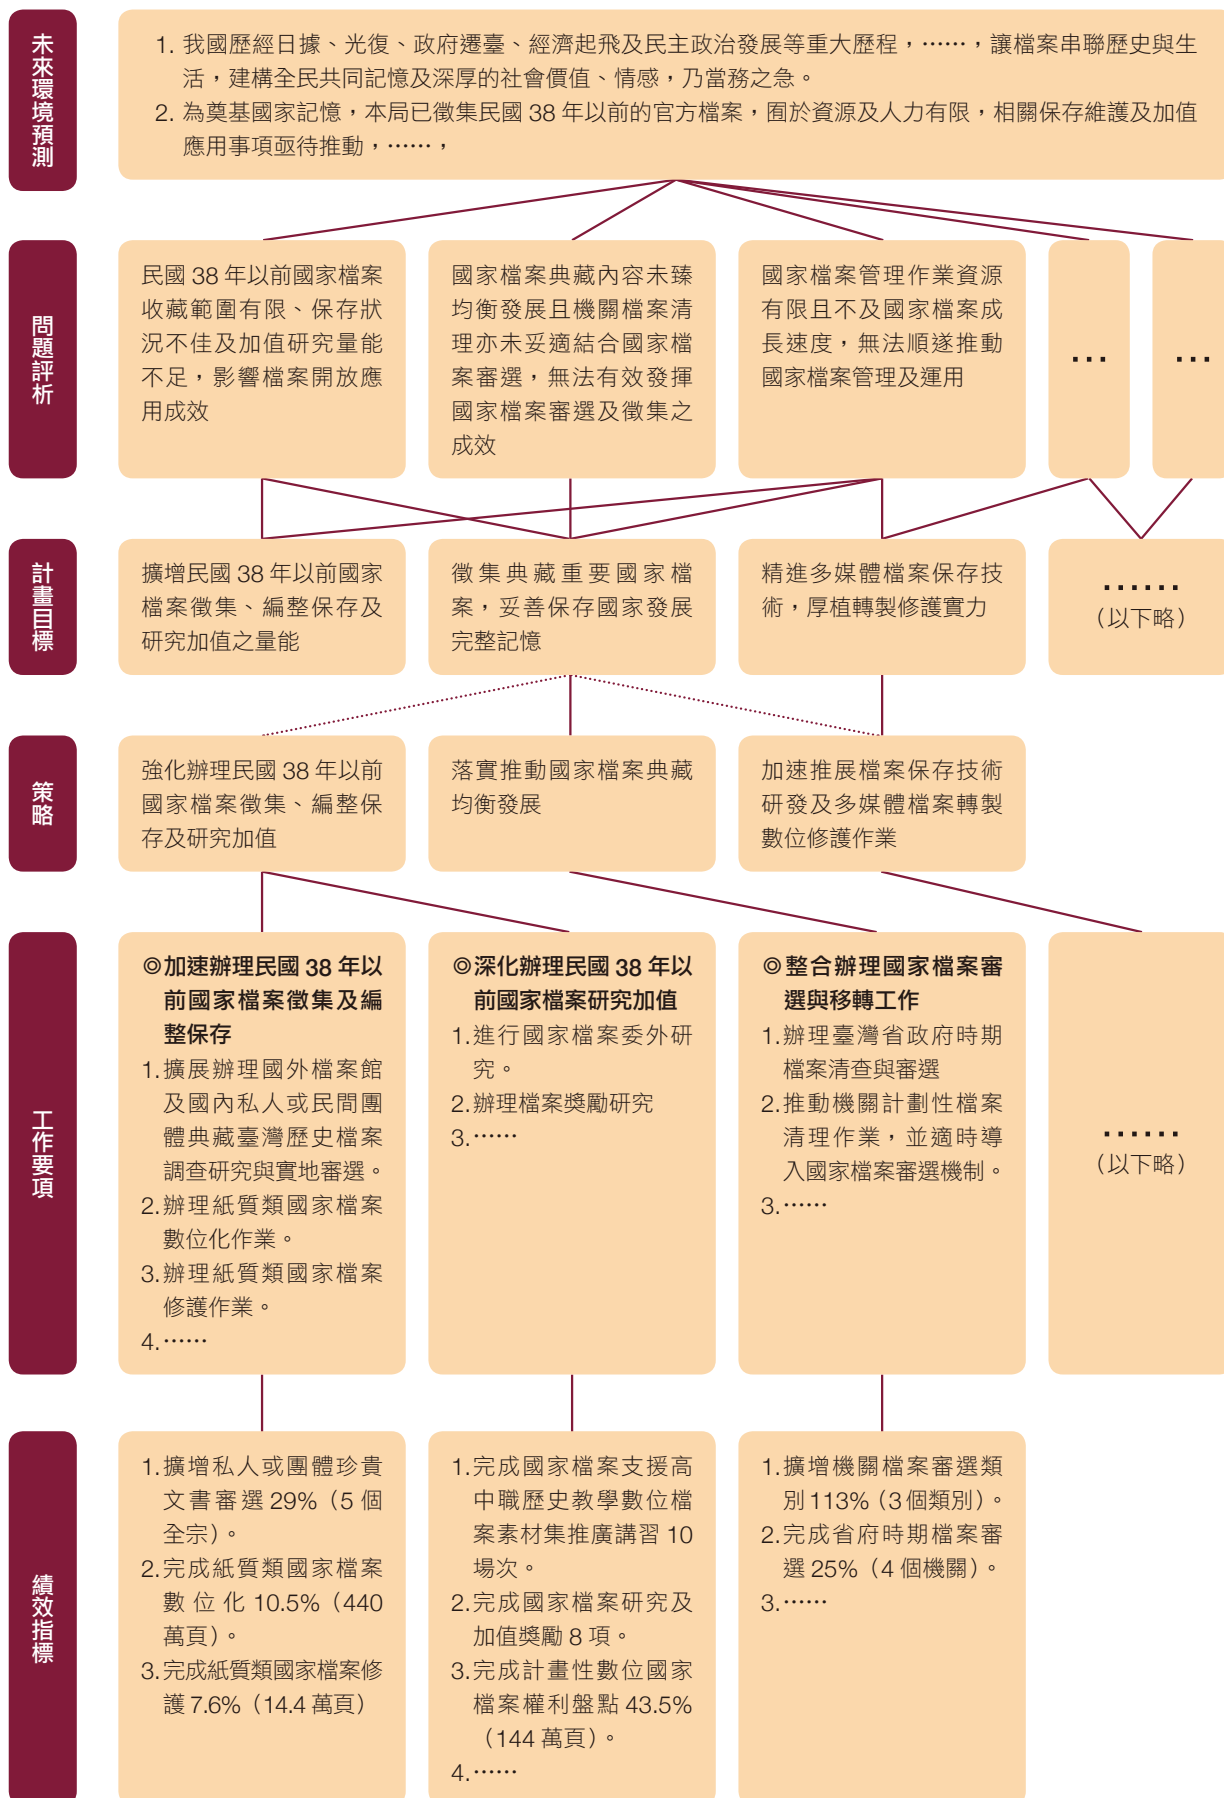 未來環境預測
1. 我國歷經日據、光復、政府遷臺、經濟起飛及民主政治發展等重大歷程，⋯⋯，讓檔案串聯歷史與生
活，建構全民共同記憶及深厚的社會價值、情感，乃當務之急。
2. 為奠基國家記憶，本局已徵集民國 38 年以前的官方檔案，囿於資源及人力有限，相關保存維護及加值
應用事項亟待推動，⋯⋯，
問題評析
民國 38 年以前國家檔案
收藏範圍有限、保存狀
況不佳及加值研究量能
不足，影響檔案開放應
用成效
國家檔案典藏內容未臻
均衡發展且機關檔案清
理亦未妥適結合國家檔
案審選，無法有效發揮
國家檔案審選及徵集之
成效
國家檔案管理作業資源
有限且不及國家檔案成
長速度，無法順遂推動
國家檔案管理及運用
⋯
⋯
計畫目標
擴增民國 38 年以前國家
檔案徵集、編整保存及
研究加值之量能
徵集典藏重要國家檔
案，妥善保存國家發展
完整記憶
精進多媒體檔案保存技
術，厚植轉製修護實力
⋯⋯
（以下略）
策略
強化辦理民國 38 年以前
國家檔案徵集、編整保
存及研究加值
落實推動國家檔案典藏
均衡發展
加速推展檔案保存技術
研發及多媒體檔案轉製
數位修護作業
工作要項
◎加速辦理民國 38 年以
前國家檔案徵集及編
整保存
1.擴展辦理國外檔案館
及國內私人或民間團
體典藏臺灣歷史檔案
調查研究與實地審選。
2.辦理紙質類國家檔案
數位化作業。
3.辦理紙質類國家檔案
修護作業。
4.⋯⋯
◎深化辦理民國 38 年以
前國家檔案研究加值
1.進行國家檔案委外研
究。
2.辦理檔案獎勵研究
3.⋯⋯
◎整合辦理國家檔案審
選與移轉工作
1.辦理臺灣省政府時期
檔案清查與審選
2.推動機關計劃性檔案
清理作業，並適時導
入國家檔案審選機制。
3.⋯⋯
⋯⋯
（以下略）
績效指標
1.擴增私人或團體珍貴
文書審選 29%（5 個
全宗）。
2.完成紙質類國家檔案
數位化 10.5%（440
萬頁）。
3.完成紙質類國家檔案修
護 7.6%（14.4 萬頁）
1.完成國家檔案支援高
中職歷史教學數位檔
案素材集推廣講習 10
場次。
2.完成國家檔案研究及
加值獎勵 8 項。
3.完成計畫性數位國家
檔案權利盤點 43.5%
（144 萬頁）。
4.⋯⋯
1.擴增機關檔案審選類
別 113%（3 個類別）。
2.完成省府時期檔案審
選 25%（4 個機關）。
3.⋯⋯